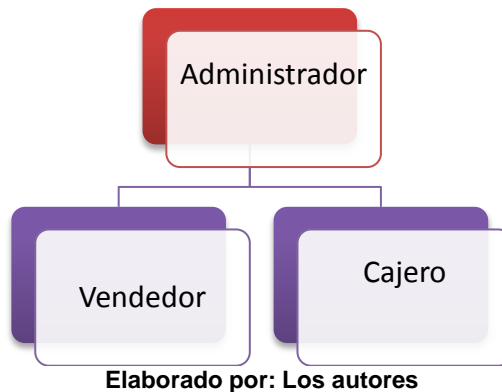 Administrador
Vendedor
Cajero
Elaborado por: Los autores